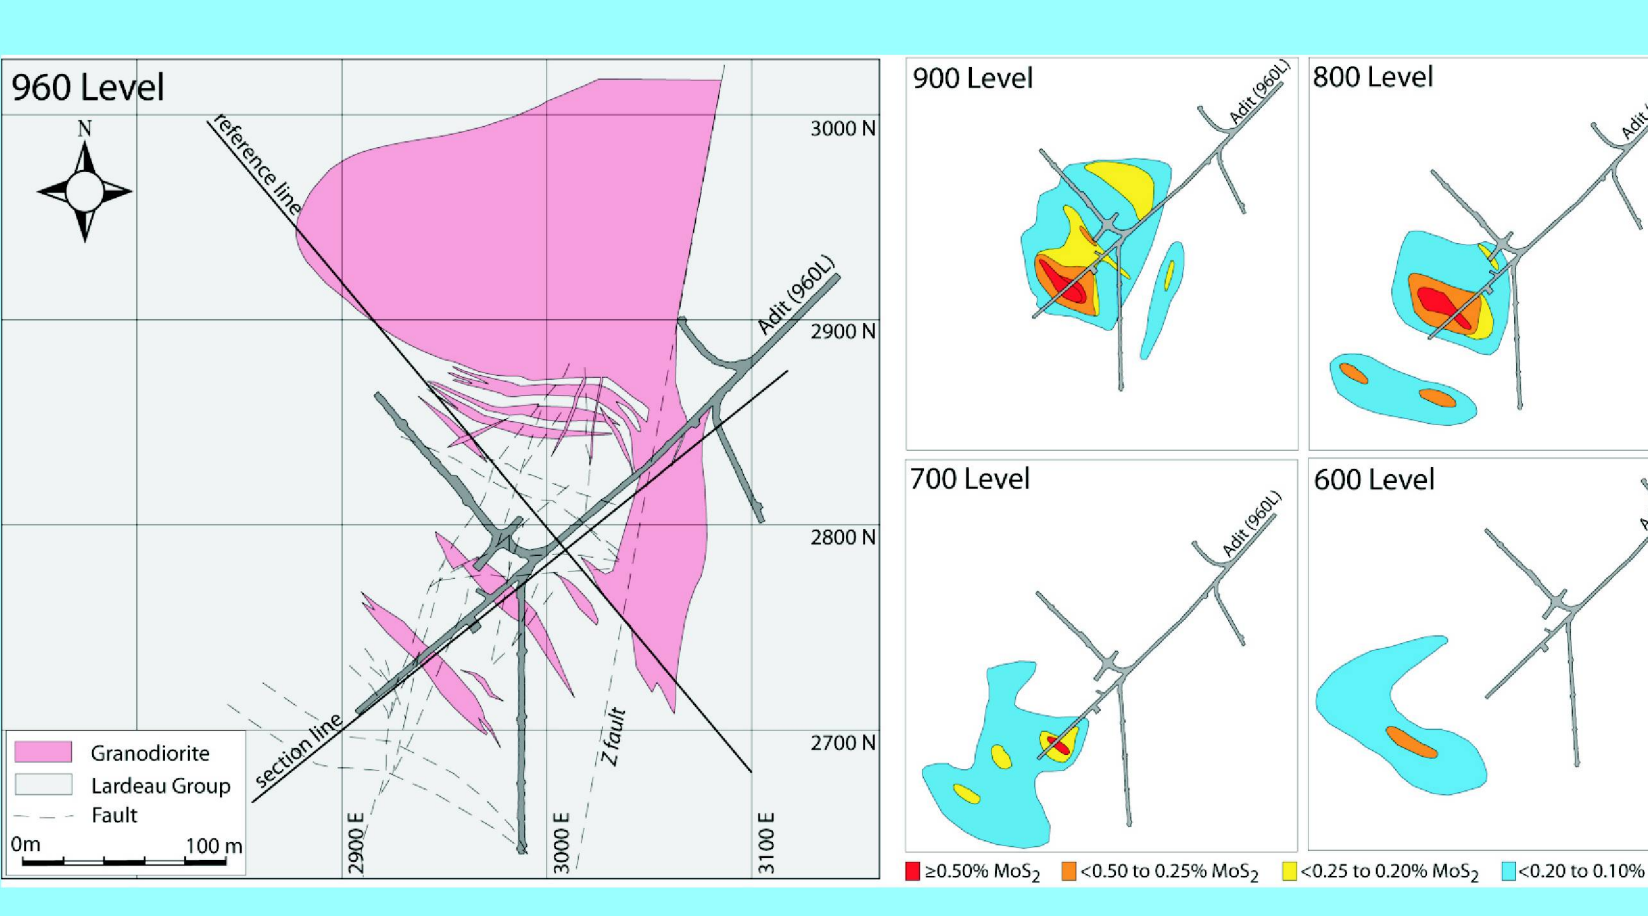 960 Level
N
reference line
3000 N
2900 N
2800 N
2700 N
Adit (960L)
section line
Z fault
2900 E
3000 E
3100 E
Granodiorite
Lardeau Group
Fault
0m 100 m
900 Level
Adit (960L)
800 Level
Adit
700 Level
Adit (960L)
600 Level
A
≥0.50% MoS2
<0.50 to 0.25% MoS2
<0.25 to 0.20% MoS2
<0.20 to 0.10%